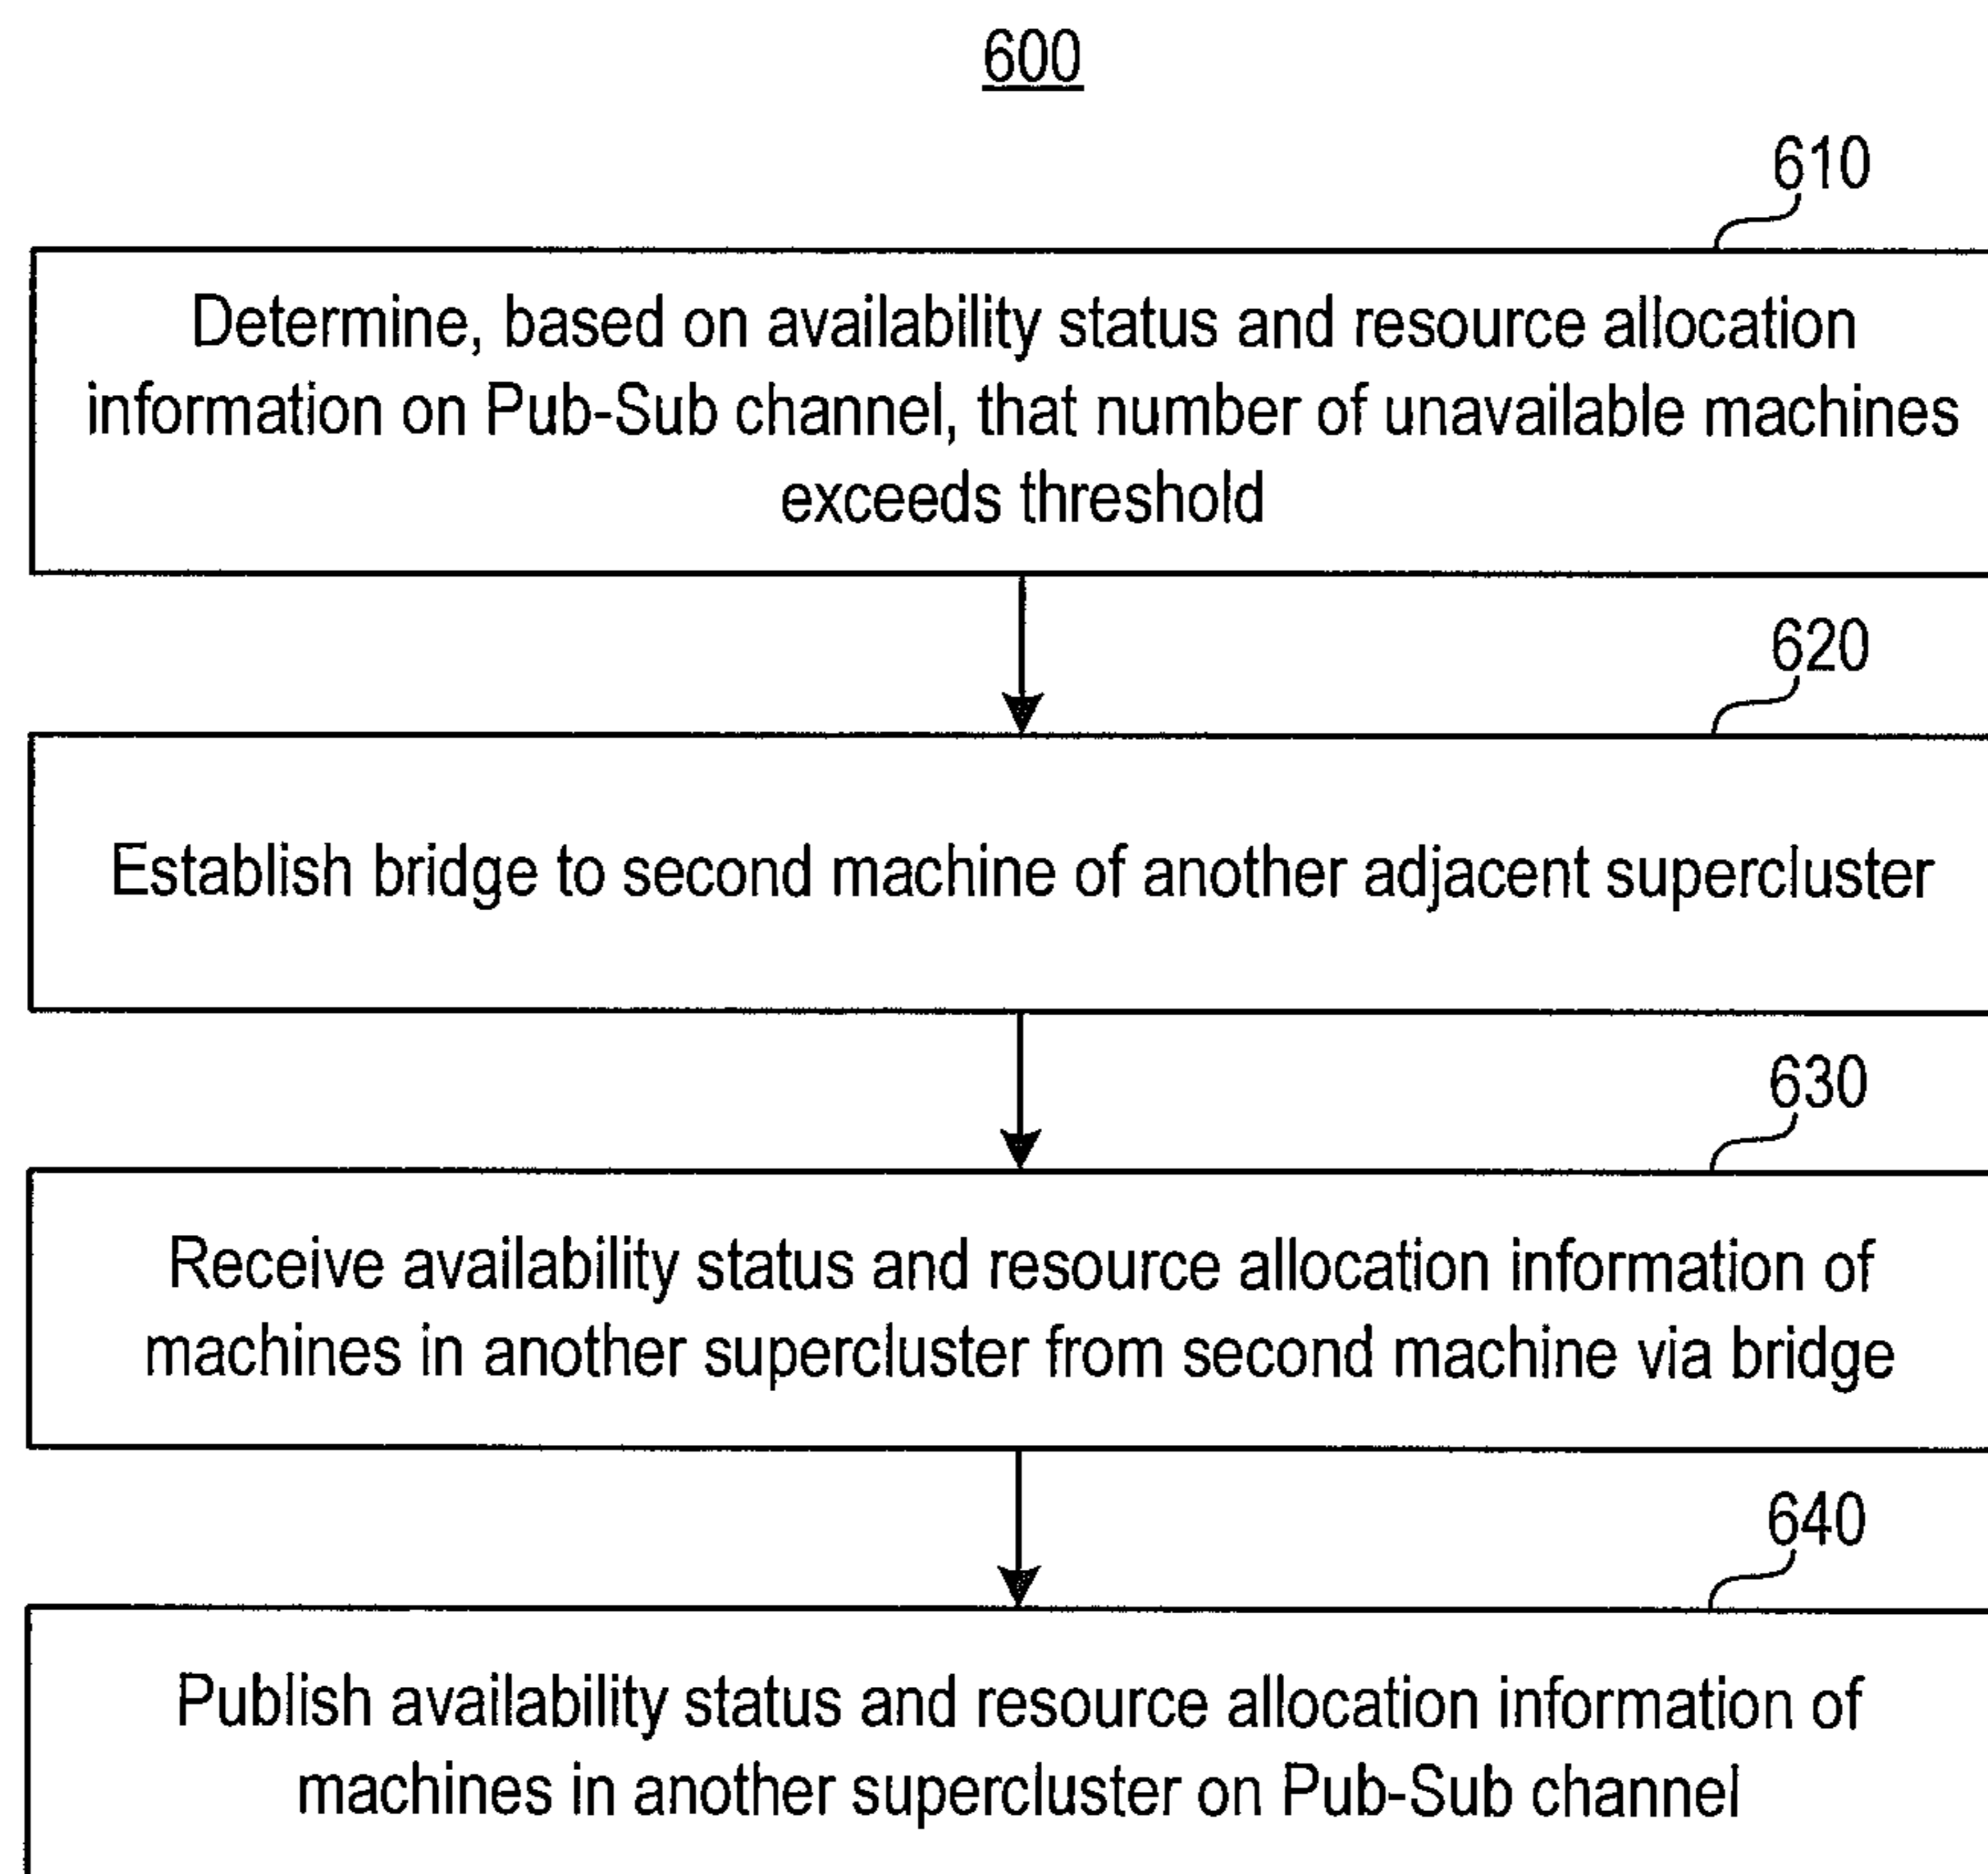 600
610
Determine, based on availability status and resource allocation
information on Pub-Sub channel, that number of unavailable machines
exceeds threshold
620
Establish bridge to second machine of another adjacent supercluster
630
Receive availability status and resource allocation information of
machines in another supercluster from second machine via bridge
640
Publish availability status and resource allocation information of
machines in another supercluster on Pub-Sub channel